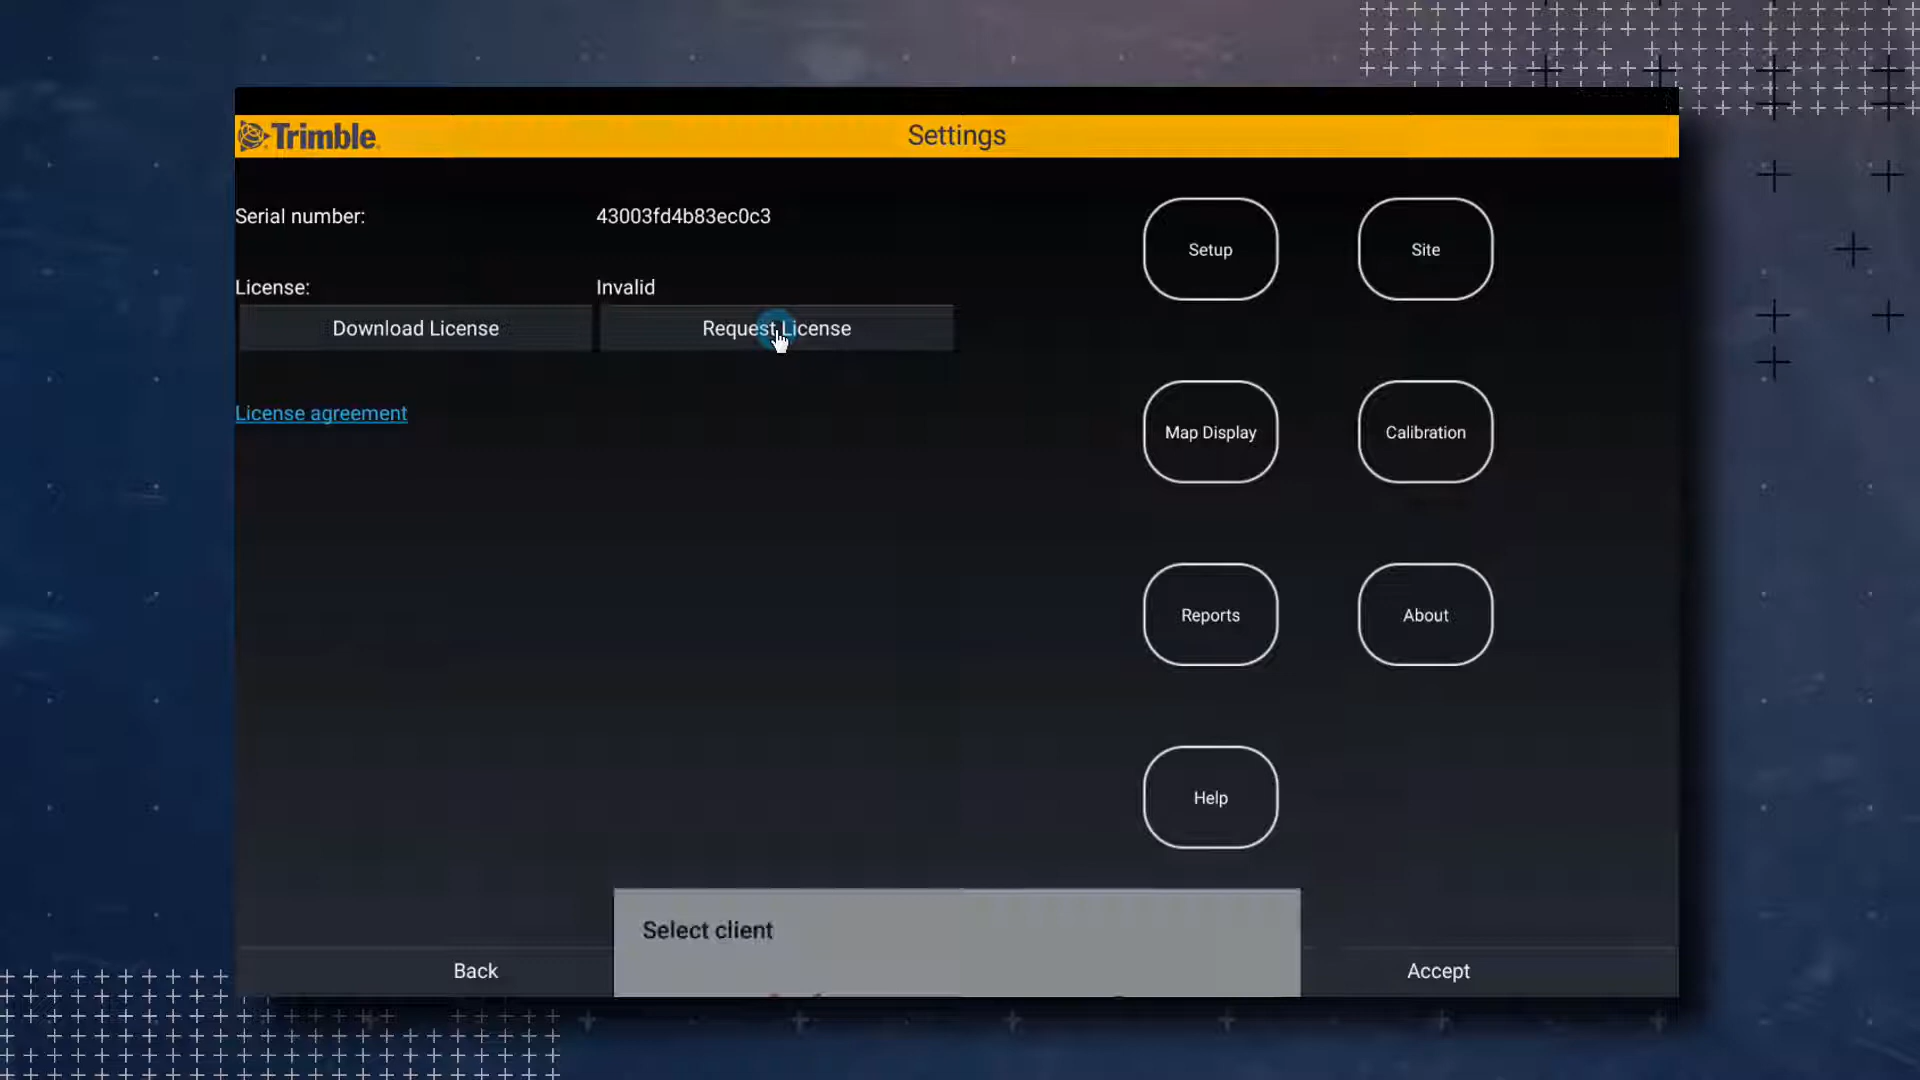 Trimble
Settings
Serial number: 43003fd4b83ec0c3
License: Invalid
Download License
Request License
License agreement
Setup
Site
Map Display
Calibration
Reports
About
Help
Select client
Back
Accept